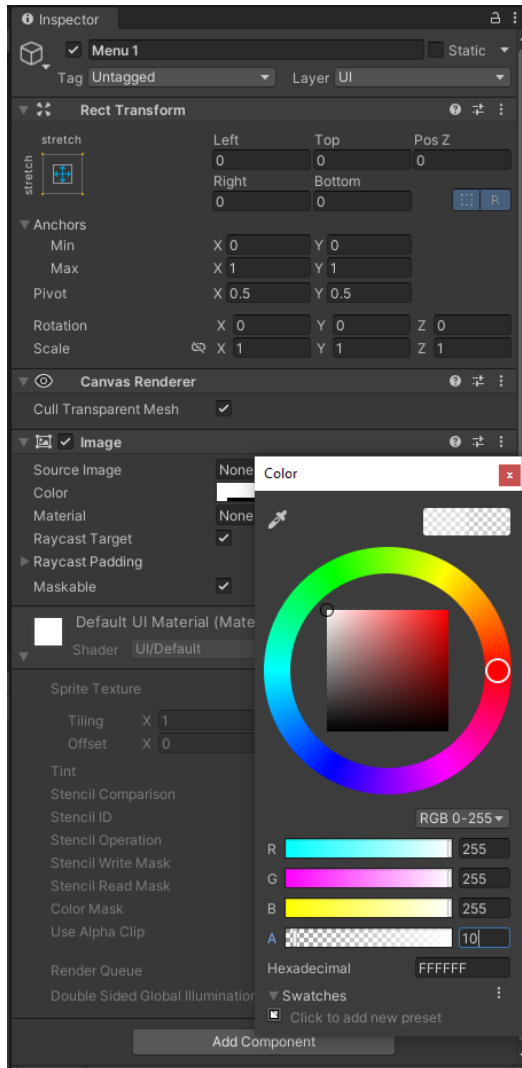 Inspector
Menu 1 Static
Tag Untagged Layer UI
Rect Transform
stretch Left Top Pos Z
stretch 0 0 0
Right Bottom
0 0 R
Anchors
Min X 0 Y 0
Max X 1 Y 1
Pivot X 0.5 Y 0.5
Rotation X 0 Y 0 Z 0
Scale X 1 Y 1 Z 1
Canvas Renderer
Cull Transparent Mesh
Image
Source Image None
Color
Material None
Raycast Target
Raycast Padding
Maskable
Default UI Material (Mate
Shader UI/Default
Sprite Texture
Tiling X 1
Offset X 0
Tint
Stencil Comparison
Stencil ID
Stencil Operation
Stencil Write Mask
Stencil Read Mask
Color Mask
Use Alpha Clip
Render Queue
Double Sided Global Illumination
Add Component
Color x
RGB 0-255
R 255
G 255
B 255
A 10
Hexadecimal FFFFFF
Swatches
Click to add new preset